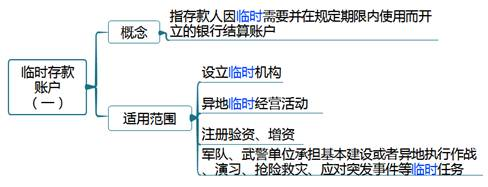 指存款人因临时需要并在规定期限内使用而开
立的银行结算账户
概念
临时存款
账户
（一）
设立临时机构
异地临时经营活动
适用范围
注册验资、增资
军队、武警单位承担基本建设或者异地执行作战
、演习、抢险救灾、应对突发事件等临时任务